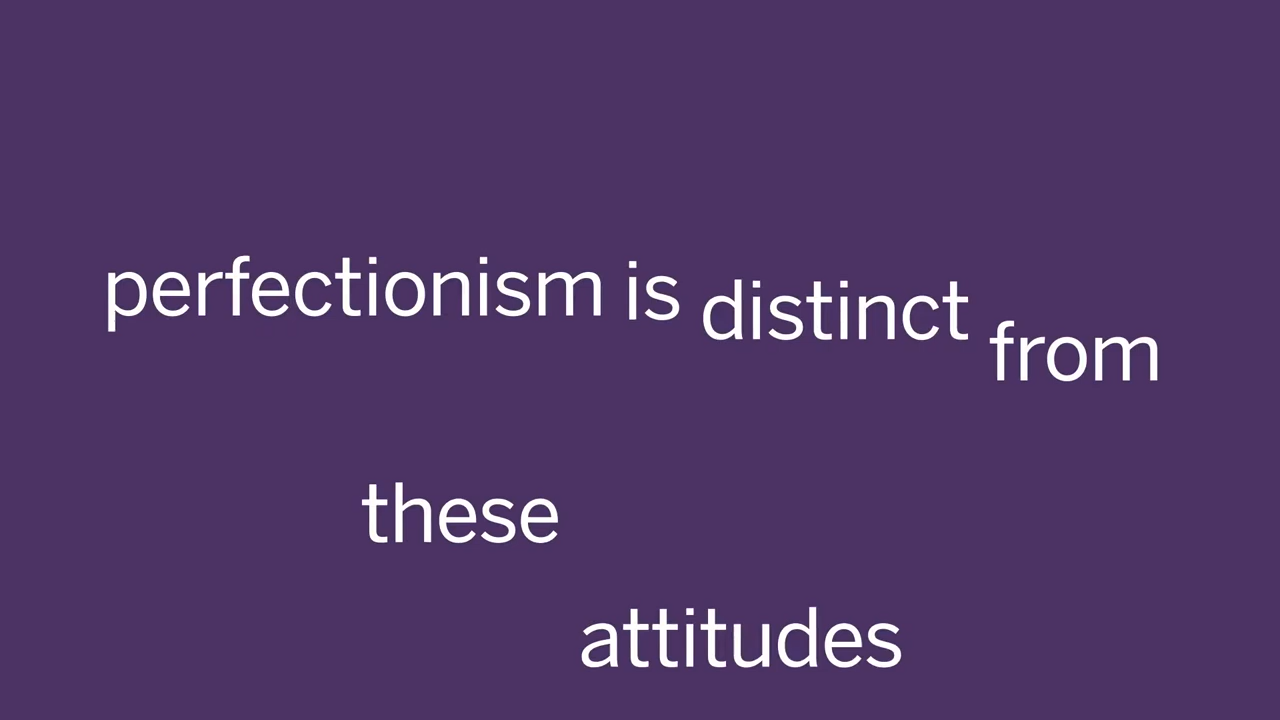 perfectionism is distinct from
these
attitudes